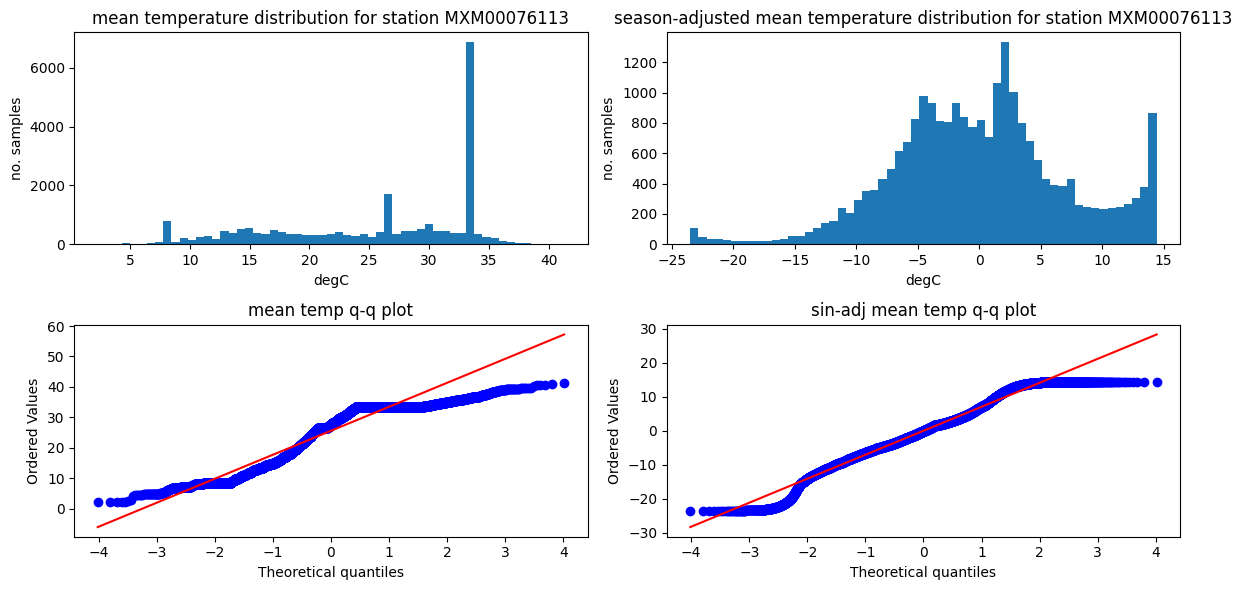 mean temperature distribution for station MXM00076113
no. samples
6000
4000
2000
0
5 10 15 20 25 30 35 40
degC
season-adjusted mean temperature distribution for station MXM00076113
no. samples
1200
1000
800
600
400
200
0
−25 −20 −15 −10 −5 0 5 10 15
degC
mean temp q-q plot
Ordered Values
60
50
40
30
20
10
0
−4 −3 −2 −1 0 1 2 3 4
Theoretical quantiles
sin-adj mean temp q-q plot
Ordered Values
30
20
10
0
−10
−20
−30
−4 −3 −2 −1 0 1 2 3 4
Theoretical quantiles